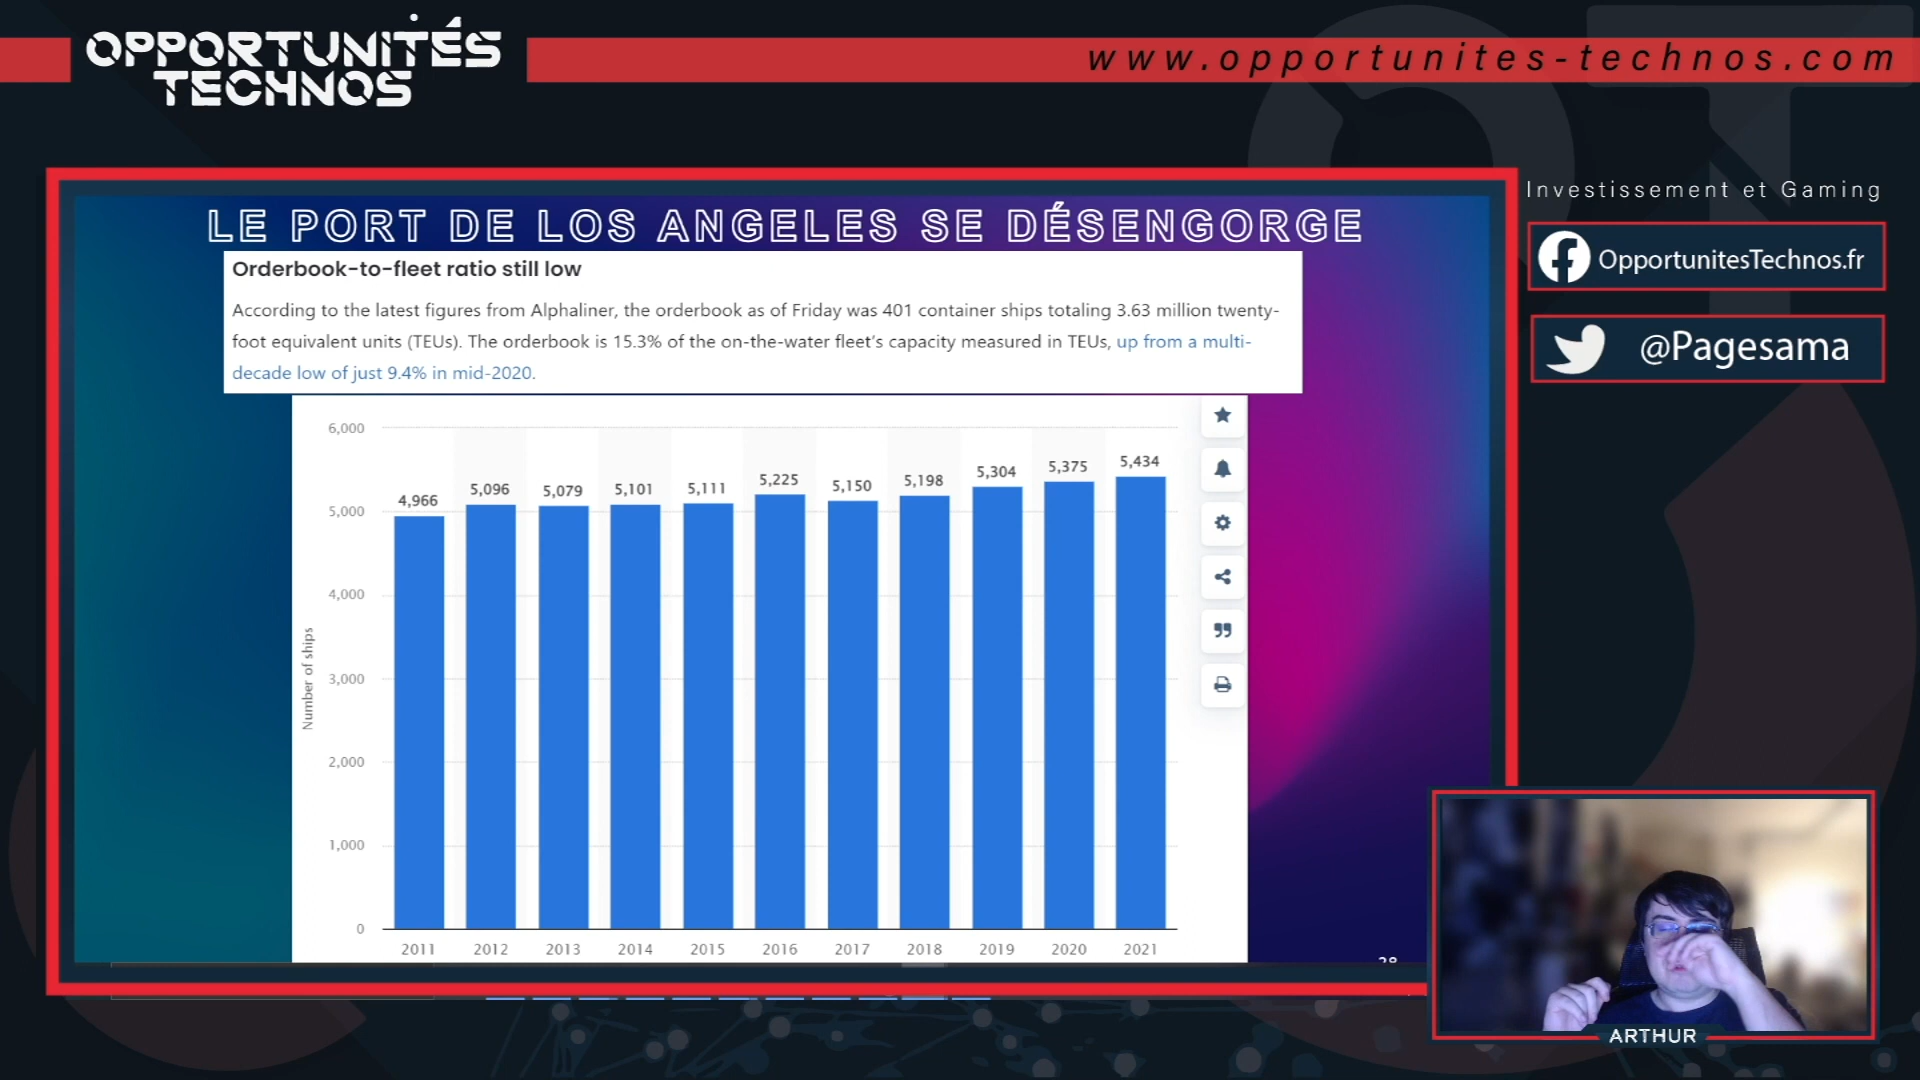 OPPORTUNITÉS
TECHNOS
www.opportunites-technos.com
Investissement et Gaming
OpportunitesTechnos.fr
@Pagesama
LE PORT DE LOS ANGELES SE DÉSENGORGE
Orderbook-to-fleet ratio still low
According to the latest figures from Alphaliner, the orderbook as of Friday was 401 container ships totaling 3.63 million twenty-
foot equivalent units (TEUs). The orderbook is 15.3% of the on-the-water fleet's capacity measured in TEUs, up from a multi-
decade low of just 9.4% in mid-2020.
Number of ships
6,000
5,000
4,000
3,000
2,000
1,000
0
4,966
5,096
5,079
5,101
5,111
5,225
5,150
5,198
5,304
5,375
5,434
2011 2012 2013 2014 2015 2016 2017 2018 2019 2020 2021
ARTHUR